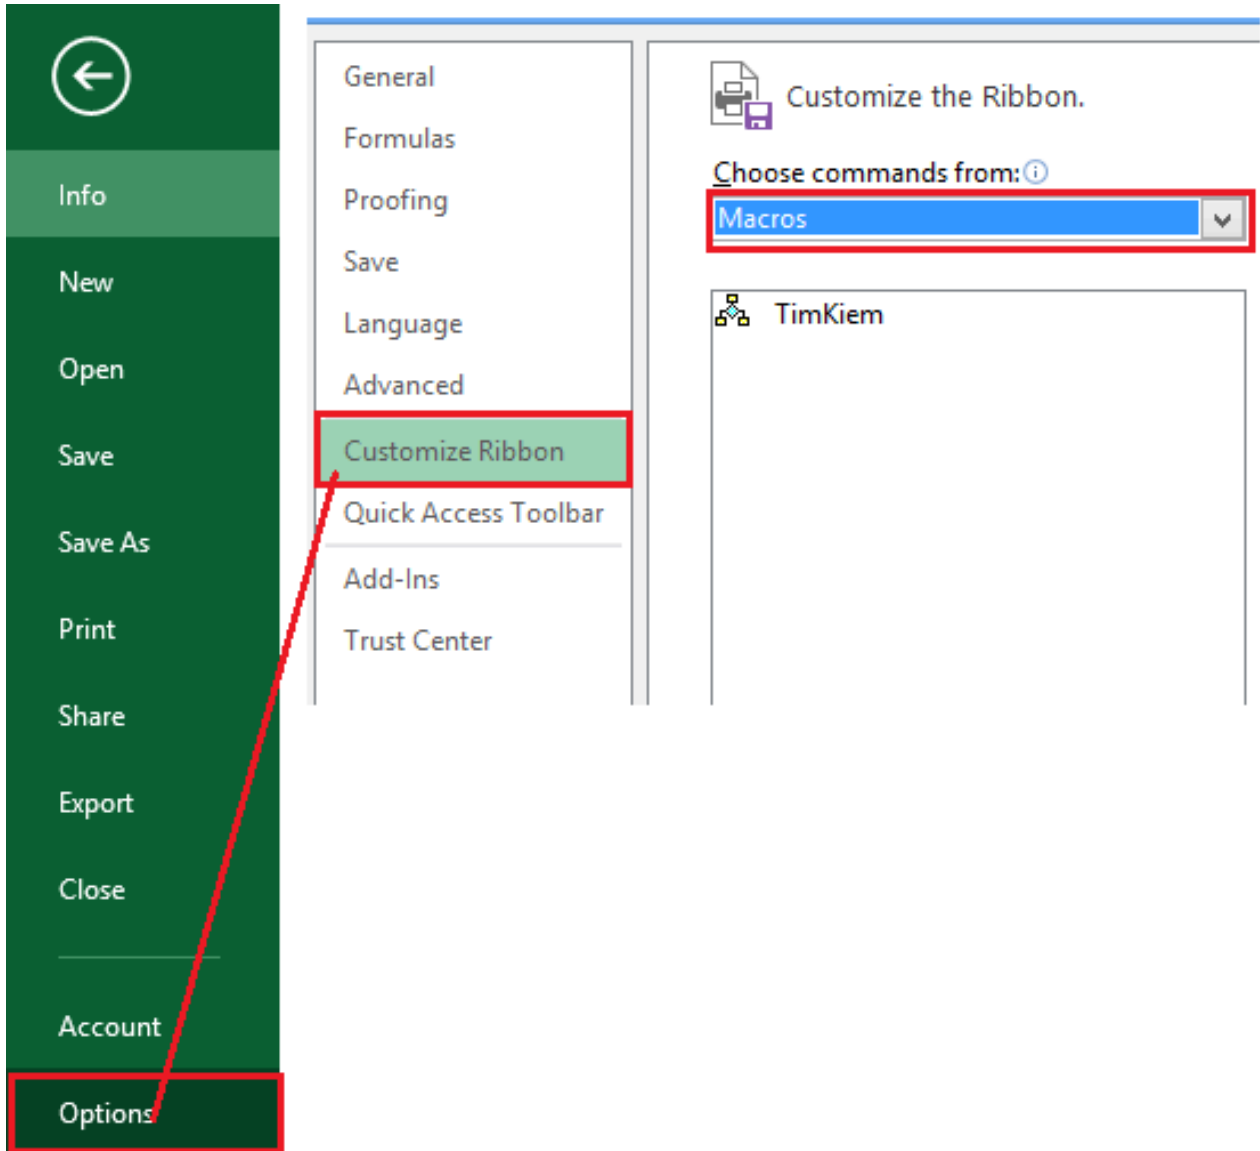 Info
New
Open
Save
Save As
Print
Share
Export
Close
Account
Options
General
Formulas
Proofing
Save
Language
Advanced
Customize Ribbon
Quick Access Toolbar
Add-Ins
Trust Center
Customize the Ribbon.
Choose commands from:
Macros
TimKiem